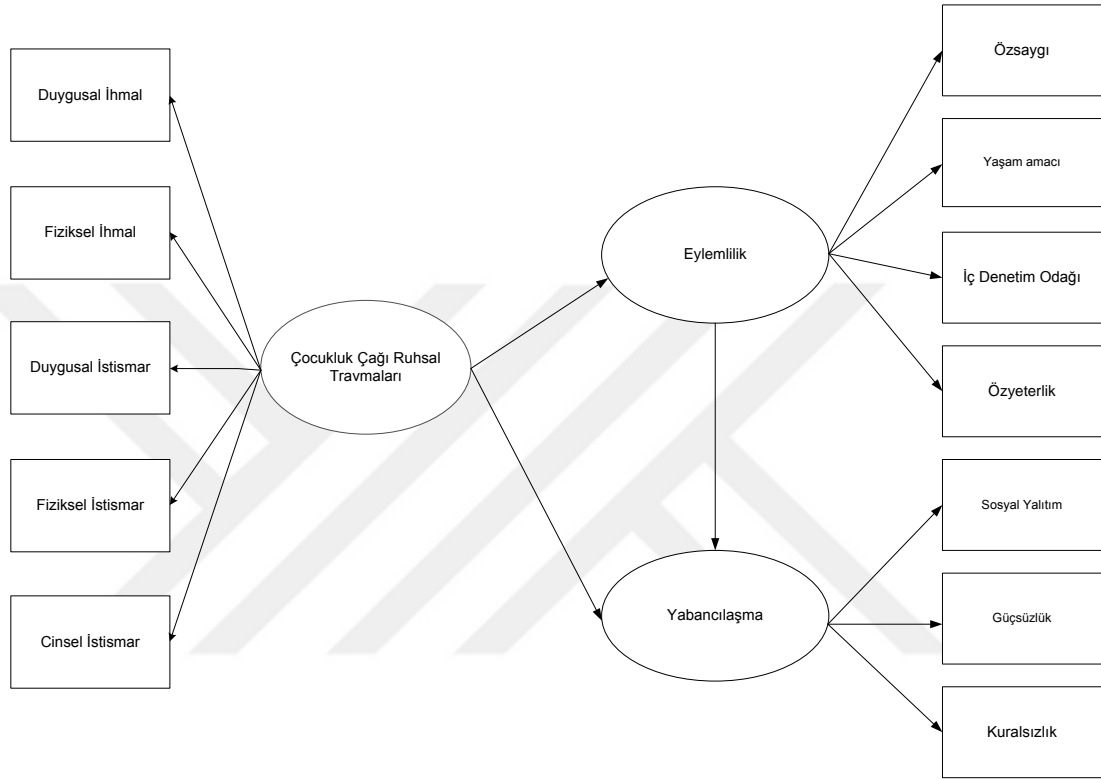 Duygusal İhmal
Fiziksel İhmal
Duygusal İstismar
Fiziksel İstismar
Cinsel İstismar
Çocukluk Çağı Ruhsal
Travmaları
Eylemlilik
Yabancılaşma
Özsaygı
Yaşam amacı
İç Denetim Odağı
Özyeterlik
Sosyal Yalıtım
Güçsüzlük
Kuralsızlık